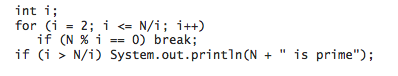 int i;
for (i = 2; i <= N/i; i++)
if (N % i == 0) break;
if (i > N/i) System.out.println(N + " is prime");